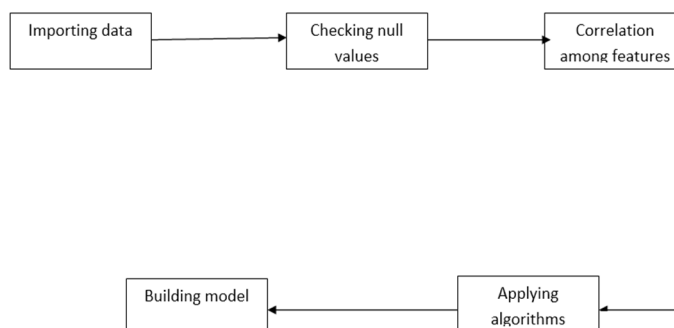 Importing data
Checking null
values
Correlation
among features
Building model
Applying
algorithms